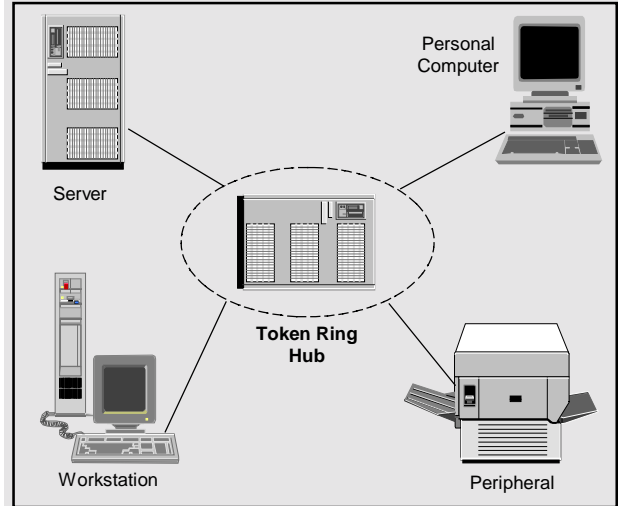 Personal
Computer
Server
Token Ring
Hub
Workstation
Peripheral